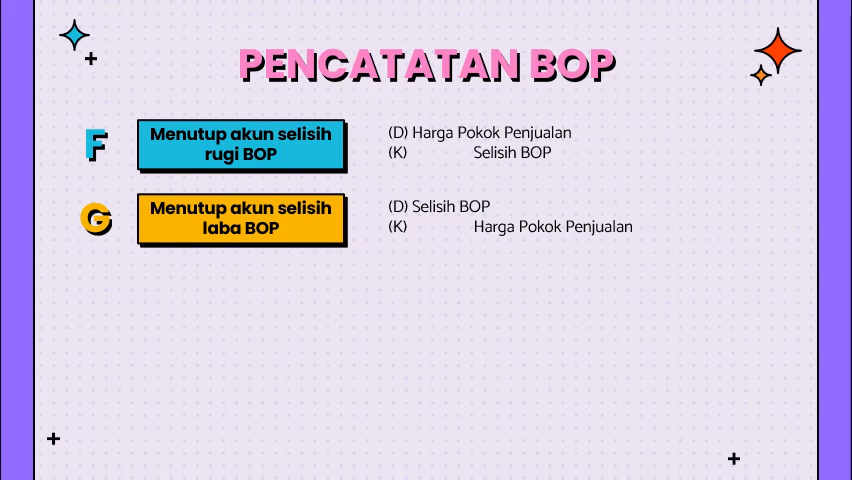 PENCATATAN BOP
F
Menutup akun selisih
rugi BOP
(D) Harga Pokok Penjualan
(K) Selisih BOP
G
Menutup akun selisih
laba BOP
(D) Selisih BOP
(K) Harga Pokok Penjualan